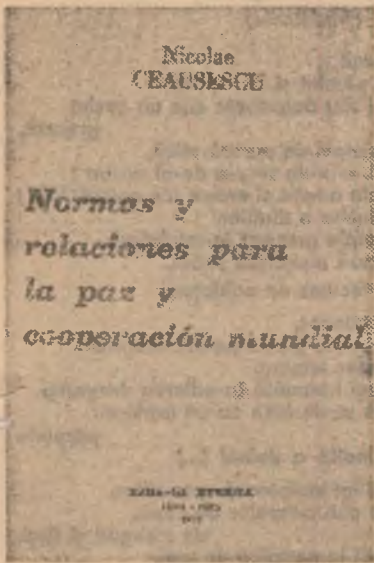 Nicolae
CEAUSESCU
Normas y
relaciones para
la paz y
cooperación mundial